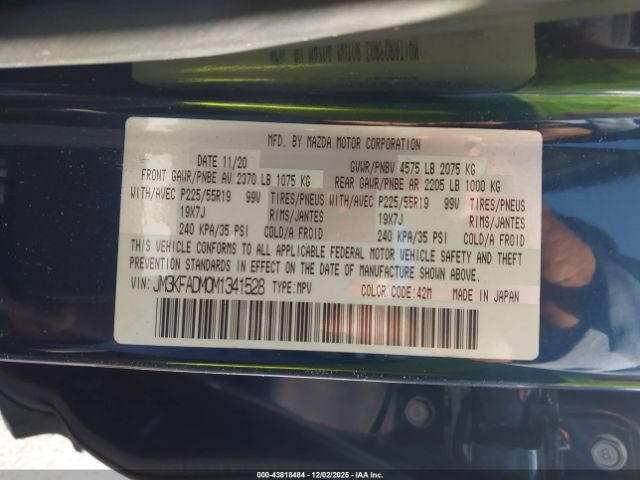 MFD. BY MAZDA MOTOR CORPORATION
DATE 11/20 GVWR/PNBV 4575 LB 2075 KG
FRONT GAWR/PNBE AV 2370 LB 1075 KG REAR GAWR/PNBE AR 2205 LB 1000 KG
WITH/AVEC P225/55R19 99V TIRES/PNEUS WITH/AVEC P225/55R19 99V TIRES/PNEUS
19X7J RIMS/JANTES 19X7J RIMS/JANTES
240 KPA/35 PSI COLD/A FROID 240 KPA/35 PSI COLD/A FROID
THIS VEHICLE CONFORMS TO ALL APPLICABLE FEDERAL MOTOR VEHICLE SAFETY AND THEFT
PREVENTION STANDARDS IN EFFECT ON THE DATE OF MANUFACTURE SHOWN ABOVE.
VIN: JM3KFADM0M1341528 TYPE:MPV COLOR CODE:42M MADE IN JAPAN
8
00-43818484 - 12/02/2025 - IAAI.COM